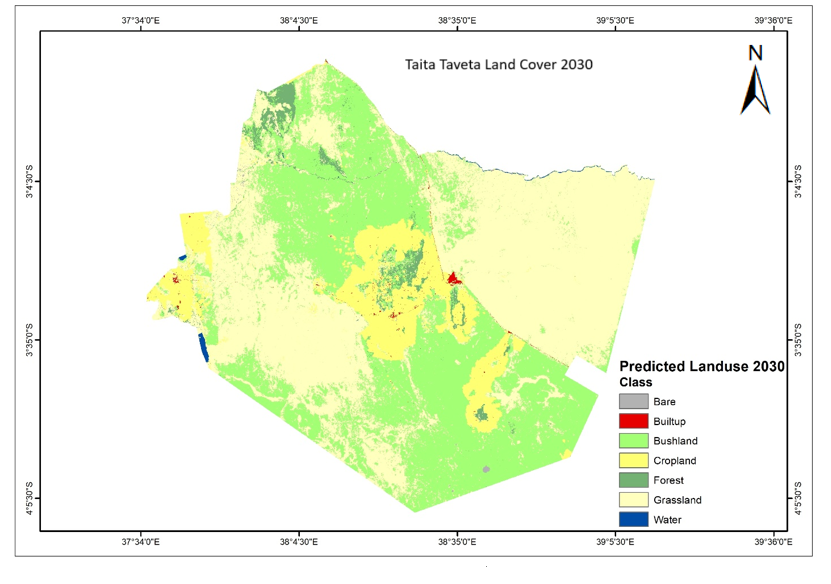 37°34'0"E 38°4'30"E 38°35'0"E 39°5'30"E 39°36'0"E
Taita Taveta Land Cover 2030
N
3°4'30"S 3°4'30"S
3°35'0"S 3°35'0"S
4°5'30"S 4°5'30"S
Predicted Landuse 2030
Class
Bare
Builtup
Bushland
Cropland
Forest
Grassland
Water
37°34'0"E 38°4'30"E 38°35'0"E 39°5'30"E 39°36'0"E